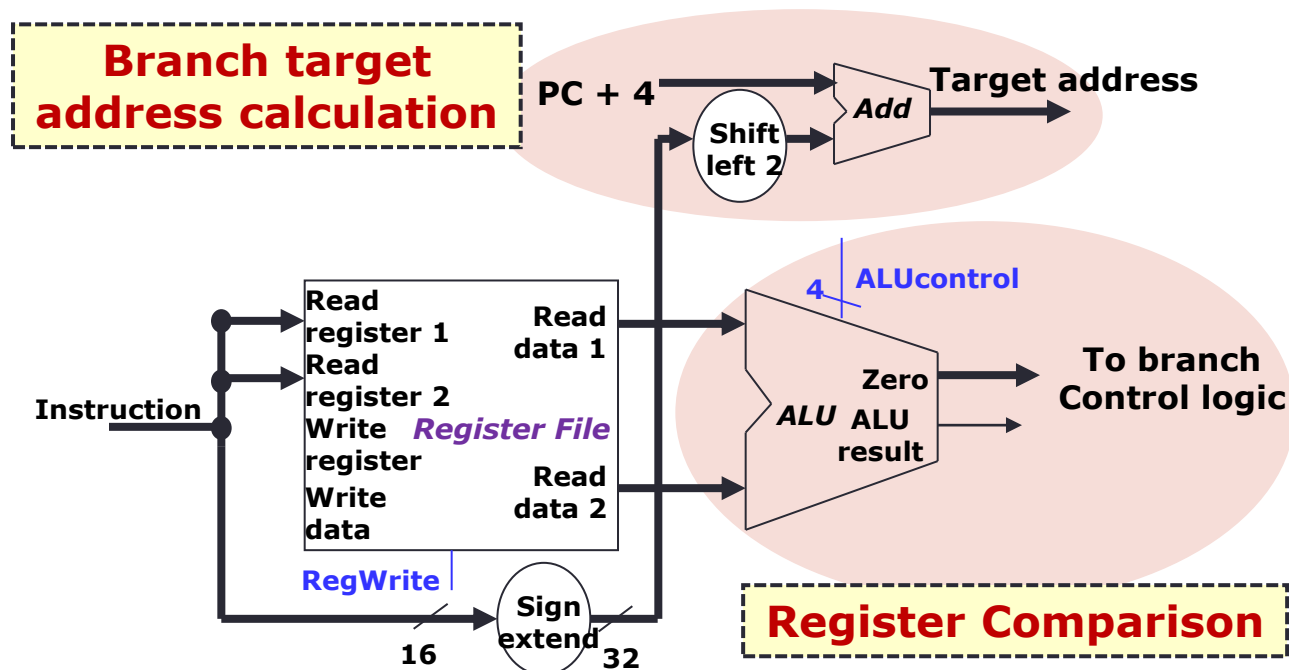 Branch target
address calculation
PC + 4
Shift
left 2
Add
Target address
4
ALUcontrol
Instruction
Read
register 1
Read
register 2
Write
register
Write
data
Register File
Read
data 1
Read
data 2
RegWrite
16
Sign
extend
32
ALU
Zero
ALU
result
To branch
Control logic
Register Comparison